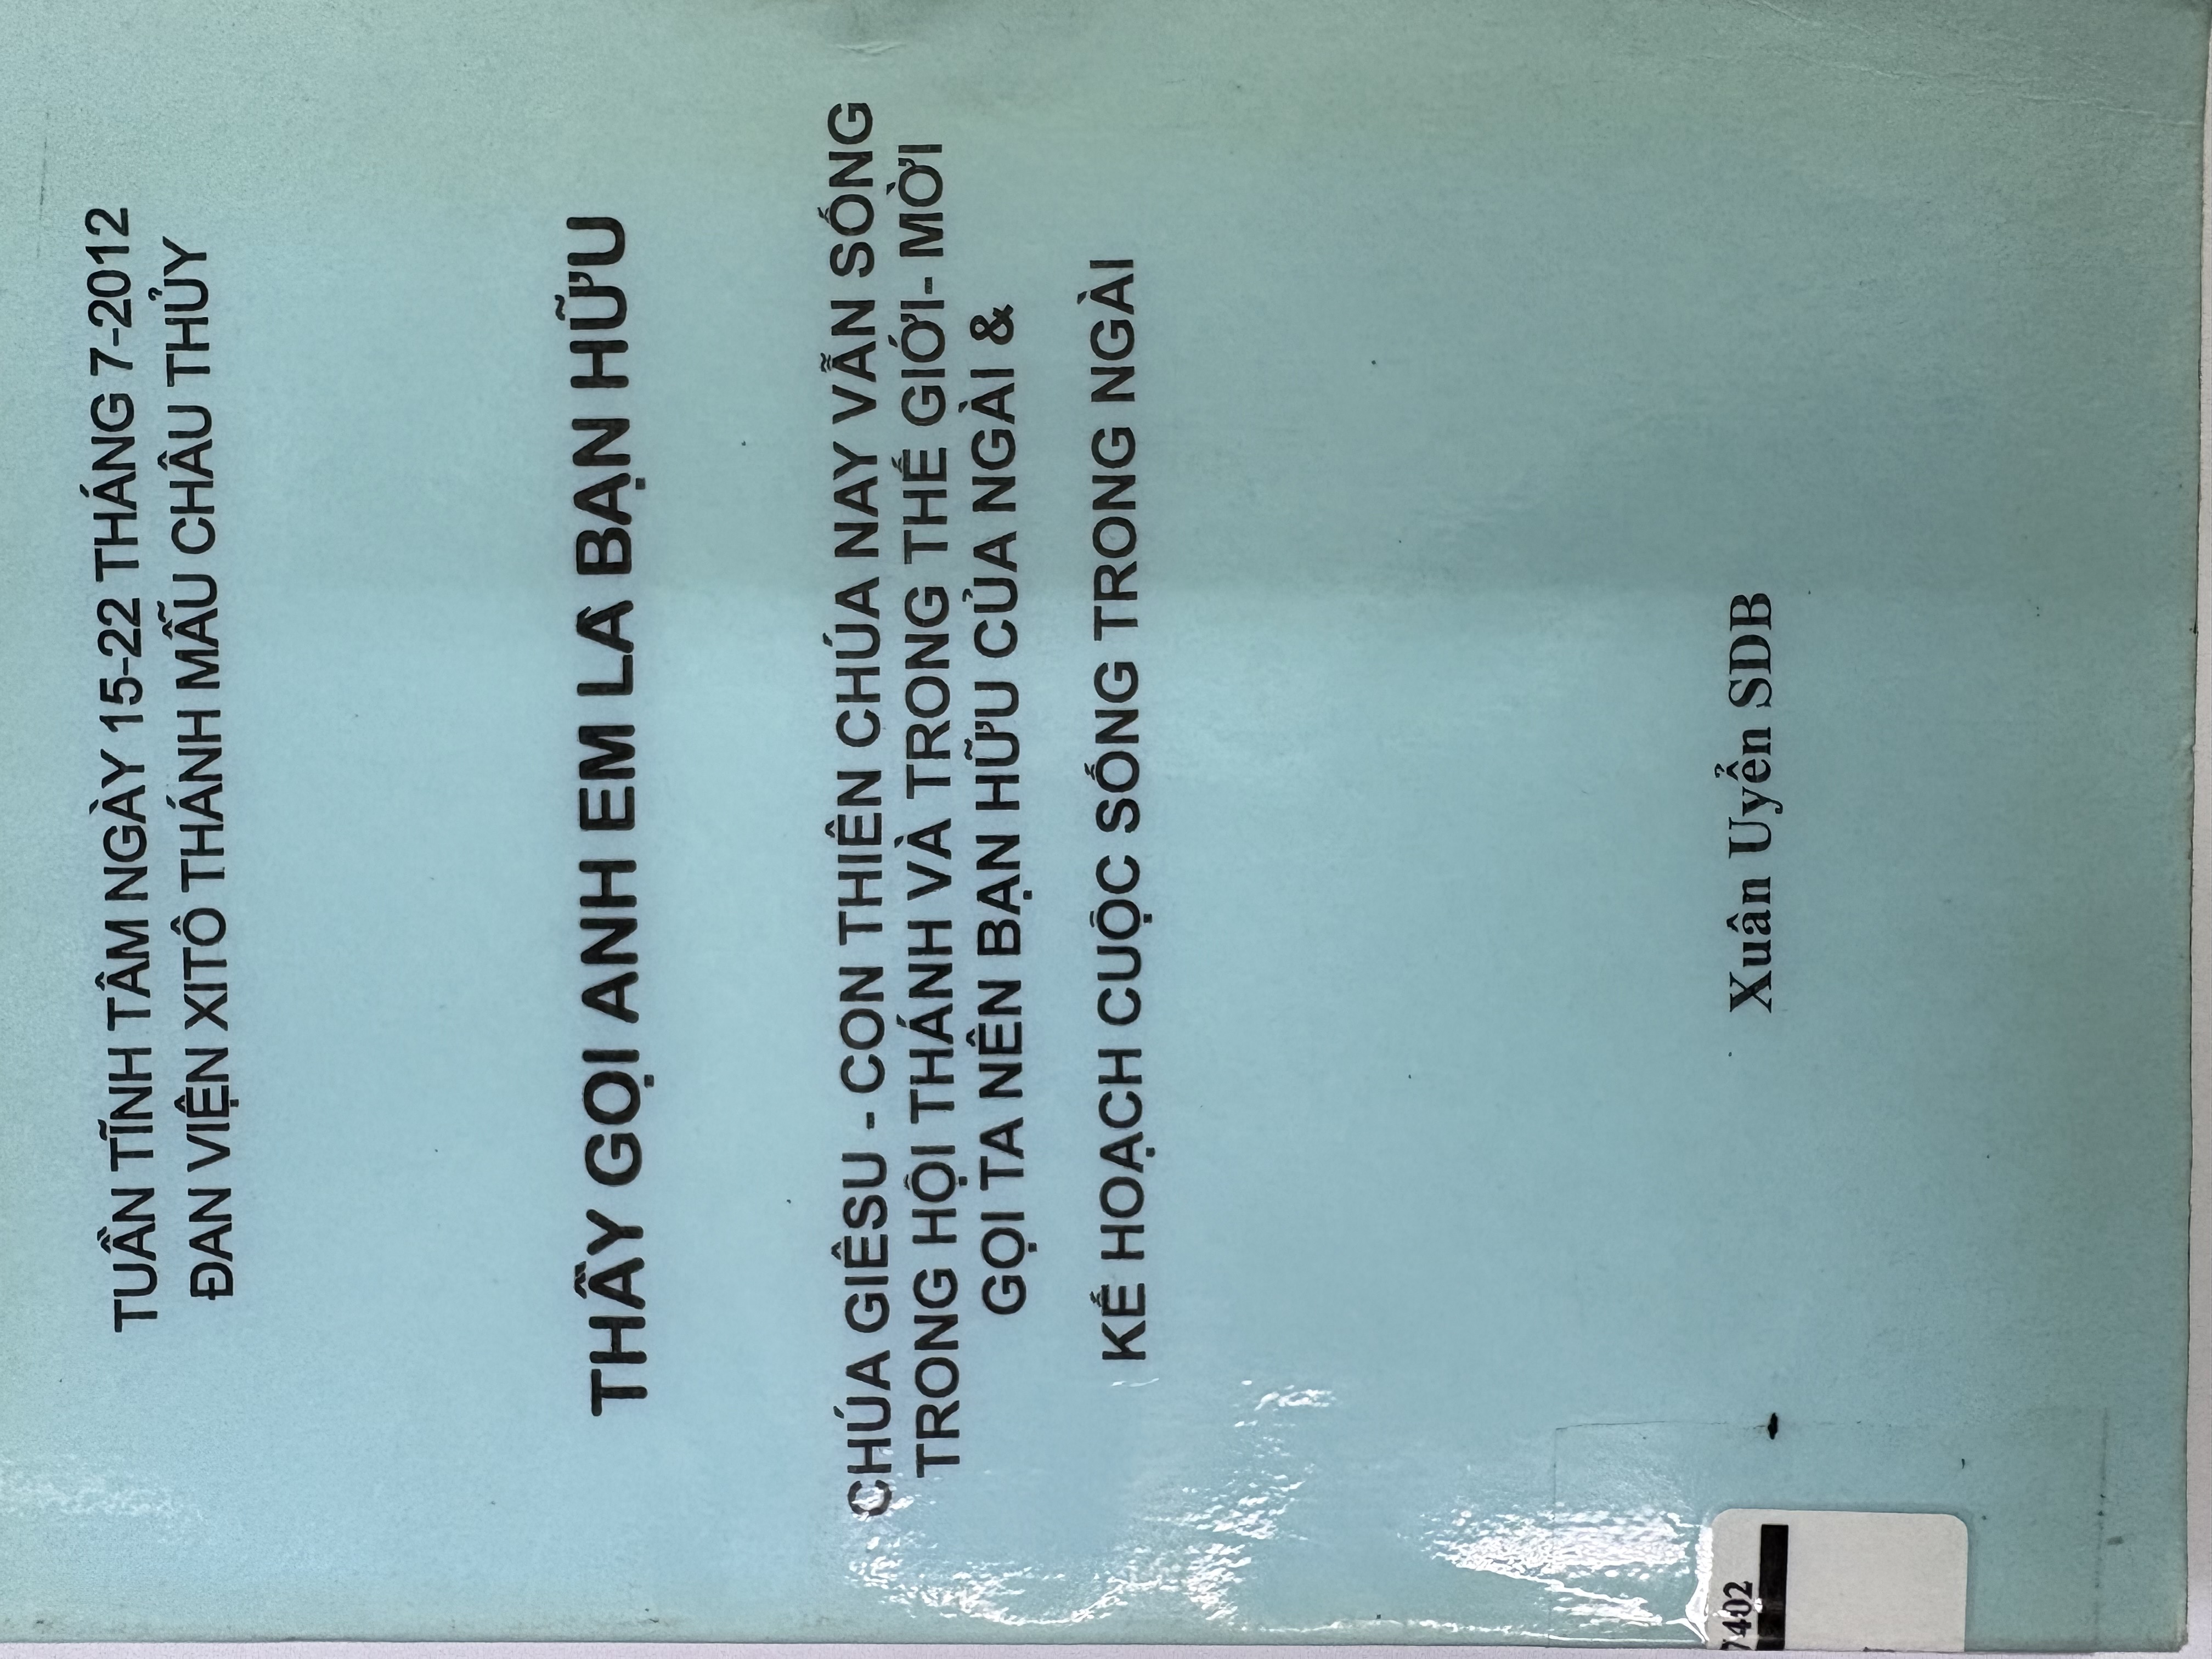 TUẦN TĨNH TÂM NGÀY 15-22 THÁNG 7-2012
ĐAN VIỆN XITÔ THÁNH MẪU CHÂU THỦY
THẦY GỌI ANH EM LÀ BẠN HỮU
CHÚA GIÊSU - CON THIÊN CHÚA NAY VẪN SỐNG
TRONG HỘI THÁNH VÀ TRONG THẾ GIỚI- MỜI
GỌI TA NÊN BẠN HỮU CỦA NGÀI &
KẾ HOẠCH CUỘC SỐNG TRONG NGÀI
Xuân Uyển SDB
7402